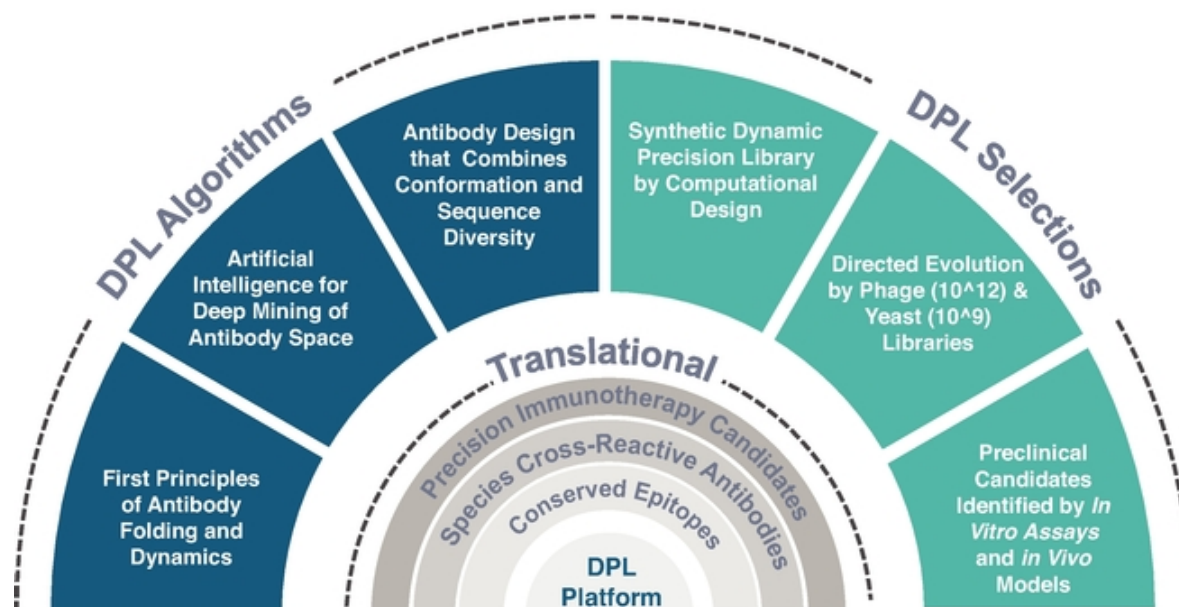 DPL Algorithms
First Principles
of Antibody
Folding and
Dynamics
Artificial
Intelligence for
Deep Mining of
Antibody Space
Antibody Design
that Combines
Conformation and
Sequence
Diversity
DPL Selections
Synthetic Dynamic
Precision Library
by Computational
Design
Directed Evolution
by Phage (10^12) &
Yeast (10^9)
Libraries
Preclinical
Candidates
Identified by In
Vitro Assays
and in Vivo
Models
Translational
Precision Immunotherapy Candidates
Species Cross-Reactive Antibodies
Conserved Epitopes
DPL
Platform